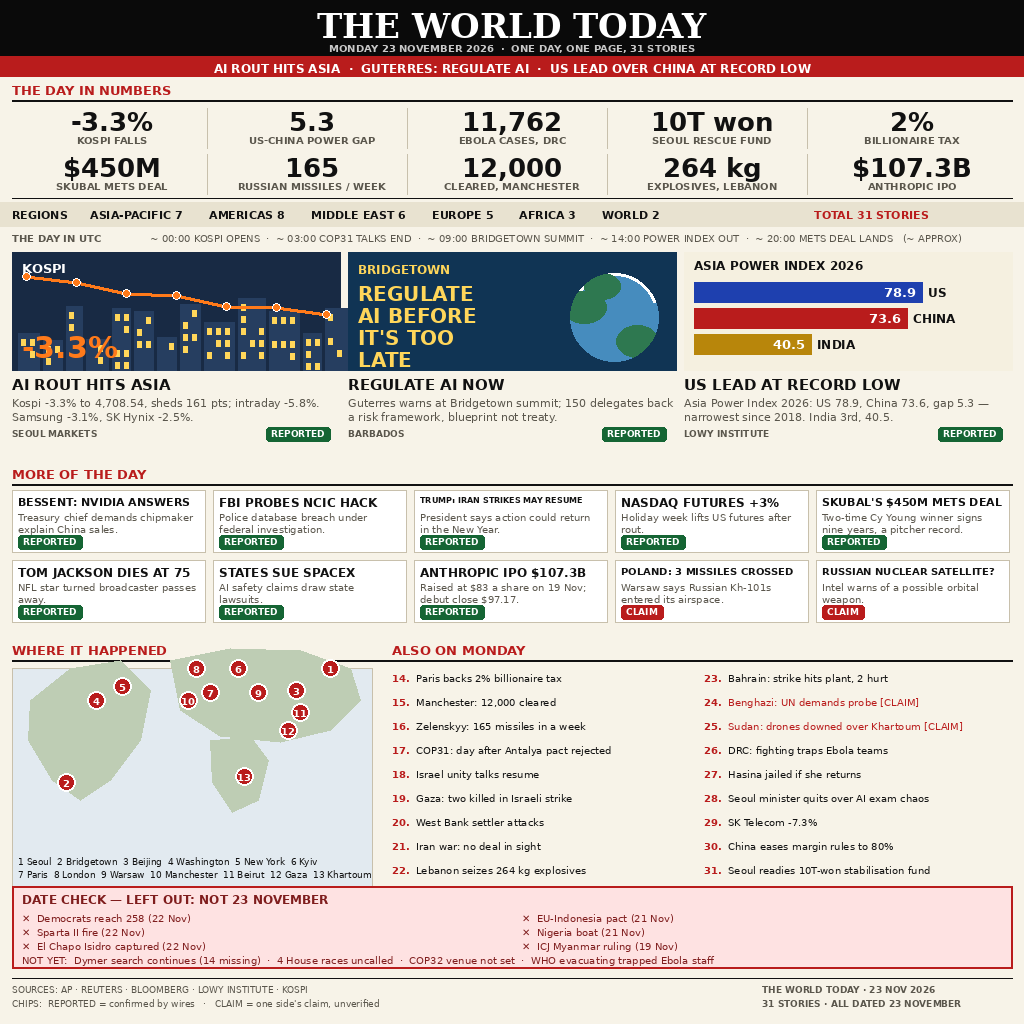 THE WORLD TODAY
MONDAY 23 NOVEMBER 2026 · ONE DAY, ONE PAGE, 31 STORIES
AI ROUT HITS ASIA · GUTERRES: REGULATE AI · US LEAD OVER CHINA AT RECORD LOW
THE DAY IN NUMBERS
-3.3%
KOSPI FALLS
5.3
US-CHINA POWER GAP
11,762
EBOLA CASES, DRC
10T won
SEOUL RESCUE FUND
2%
BILLIONAIRE TAX
$450M
SKUBAL METS DEAL
165
RUSSIAN MISSILES / WEEK
12,000
CLEARED, MANCHESTER
264 kg
EXPLOSIVES, LEBANON
$107.3B
ANTHROPIC IPO
REGIONS ASIA-PACIFIC 7 AMERICAS 8 MIDDLE EAST 6 EUROPE 5 AFRICA 3 WORLD 2 TOTAL 31 STORIES
THE DAY IN UTC ~ 00:00 KOSPI OPENS · ~ 03:00 COP31 TALKS END · ~ 09:00 BRIDGETOWN SUMMIT · ~ 14:00 POWER INDEX OUT · ~ 20:00 METS DEAL LANDS (~ APPROX)
KOSPI
-3.3%
AI ROUT HITS ASIA
Kospi -3.3% to 4,708.54, sheds 161 pts; intraday -5.8%.
Samsung -3.1%, SK Hynix -2.5%.
SEOUL MARKETS REPORTED
BRIDGETOWN
REGULATE
AI BEFORE
IT'S TOO
LATE
REGULATE AI NOW
Guterres warns at Bridgetown summit; 150 delegates back
a risk framework, blueprint not treaty.
BARBADOS REPORTED
ASIA POWER INDEX 2026
78.9 US
73.6 CHINA
40.5 INDIA
US LEAD AT RECORD LOW
Asia Power Index 2026: US 78.9, China 73.6, gap 5.3 —
narrowest since 2018. India 3rd, 40.5.
LOWY INSTITUTE REPORTED
MORE OF THE DAY
BESSENT: NVIDIA ANSWERS
Treasury chief demands chipmaker
explain China sales.
REPORTED
FBI PROBES NCIC HACK
Police database breach under
federal investigation.
REPORTED
TRUMP: IRAN STRIKES MAY RESUME
President says action could return
in the New Year.
REPORTED
NASDAQ FUTURES +3%
Holiday week lifts US futures after
rout.
REPORTED
SKUBAL'S $450M METS DEAL
Two-time Cy Young winner signs
nine years, a pitcher record.
REPORTED
TOM JACKSON DIES AT 75
NFL star turned broadcaster passes
away.
REPORTED
STATES SUE SPACEX
AI safety claims draw state
lawsuits.
REPORTED
ANTHROPIC IPO $107.3B
Raised at $83 a share on 19 Nov;
debut close $97.17.
REPORTED
POLAND: 3 MISSILES CROSSED
Warsaw says Russian Kh-101s
entered its airspace.
CLAIM
RUSSIAN NUCLEAR SATELLITE?
Intel warns of a possible orbital
weapon.
CLAIM
WHERE IT HAPPENED
8
6
1
5
4
10
7
9
3
11
12
2
13
1 Seoul 2 Bridgetown 3 Beijing 4 Washington 5 New York 6 Kyiv
7 Paris 8 London 9 Warsaw 10 Manchester 11 Beirut 12 Gaza 13 Khartoum
ALSO ON MONDAY
14. Paris backs 2% billionaire tax
15. Manchester: 12,000 cleared
16. Zelenskyy: 165 missiles in a week
17. COP31: day after Antalya pact rejected
18. Israel unity talks resume
19. Gaza: two killed in Israeli strike
20. West Bank settler attacks
21. Iran war: no deal in sight
22. Lebanon seizes 264 kg explosives
23. Bahrain: strike hits plant, 2 hurt
24. Benghazi: UN demands probe [CLAIM]
25. Sudan: drones downed over Khartoum [CLAIM]
26. DRC: fighting traps Ebola teams
27. Hasina jailed if she returns
28. Seoul minister quits over AI exam chaos
29. SK Telecom -7.3%
30. China eases margin rules to 80%
31. Seoul readies 10T-won stabilisation fund
DATE CHECK — LEFT OUT: NOT 23 NOVEMBER
✕ Democrats reach 258 (22 Nov)
✕ Sparta II fire (22 Nov)
✕ El Chapo Isidro captured (22 Nov)
✕ EU-Indonesia pact (21 Nov)
✕ Nigeria boat (21 Nov)
✕ ICJ Myanmar ruling (19 Nov)
NOT YET: Dymer search continues (14 missing) · 4 House races uncalled · COP32 venue not set · WHO evacuating trapped Ebola staff
SOURCES: AP · REUTERS · BLOOMBERG · LOWY INSTITUTE · KOSPI
CHIPS: REPORTED = confirmed by wires · CLAIM = one side's claim, unverified
THE WORLD TODAY · 23 NOV 2026
31 STORIES · ALL DATED 23 NOVEMBER